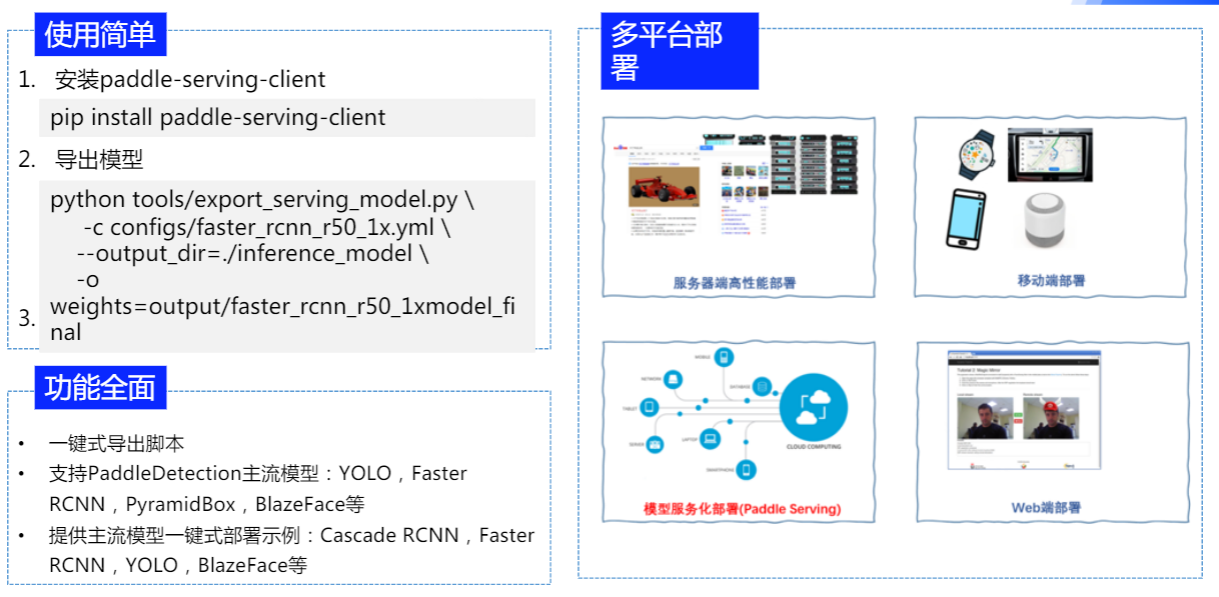 使用简单
1. 安装paddle-serving-client
pip install paddle-serving-client
2. 导出模型
python tools/export_serving_model.py \
-c configs/faster_rcnn_r50_1x.yml \
--output_dir=./inference_model \
-o
weights=output/faster_rcnn_r50_1xmodel_fi
nal
3.
功能全面
• 一键式导出脚本
• 支持PaddleDetection主流模型：YOLO，Faster
RCNN，PyramidBox，BlazeFace等
• 提供主流模型一键式部署示例：Cascade RCNN，Faster
RCNN，YOLO，BlazeFace等
多平台部
署
服务器端高性能部署
移动端部署
MOBILE
NETWORK
DATABASE
TABLET
SERVER
LAPTOP
SMARTPHONE
CLOUD COMPUTING
模型服务化部署(Paddle Serving)
Tutorial 2: Magic Mirror
Web端部署